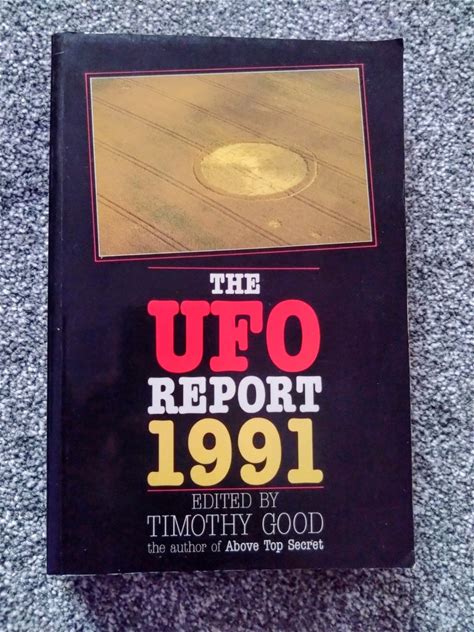 THE
UFO
REPORT
1991
EDITED BY
TIMOTHY GOOD
the author of Above Top Secret